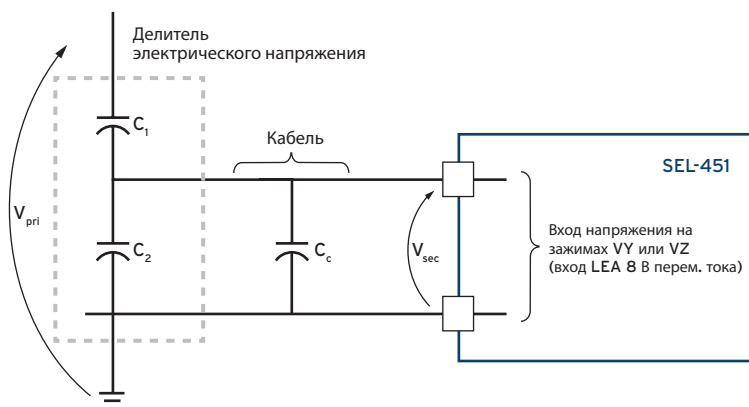 Делитель
электрического напряжения
C1
Кабель
SEL-451
Vpri
C2
Cc
Vsec
Вход напряжения на
зажимах VY или VZ
(вход LEA 8 В перем. тока)